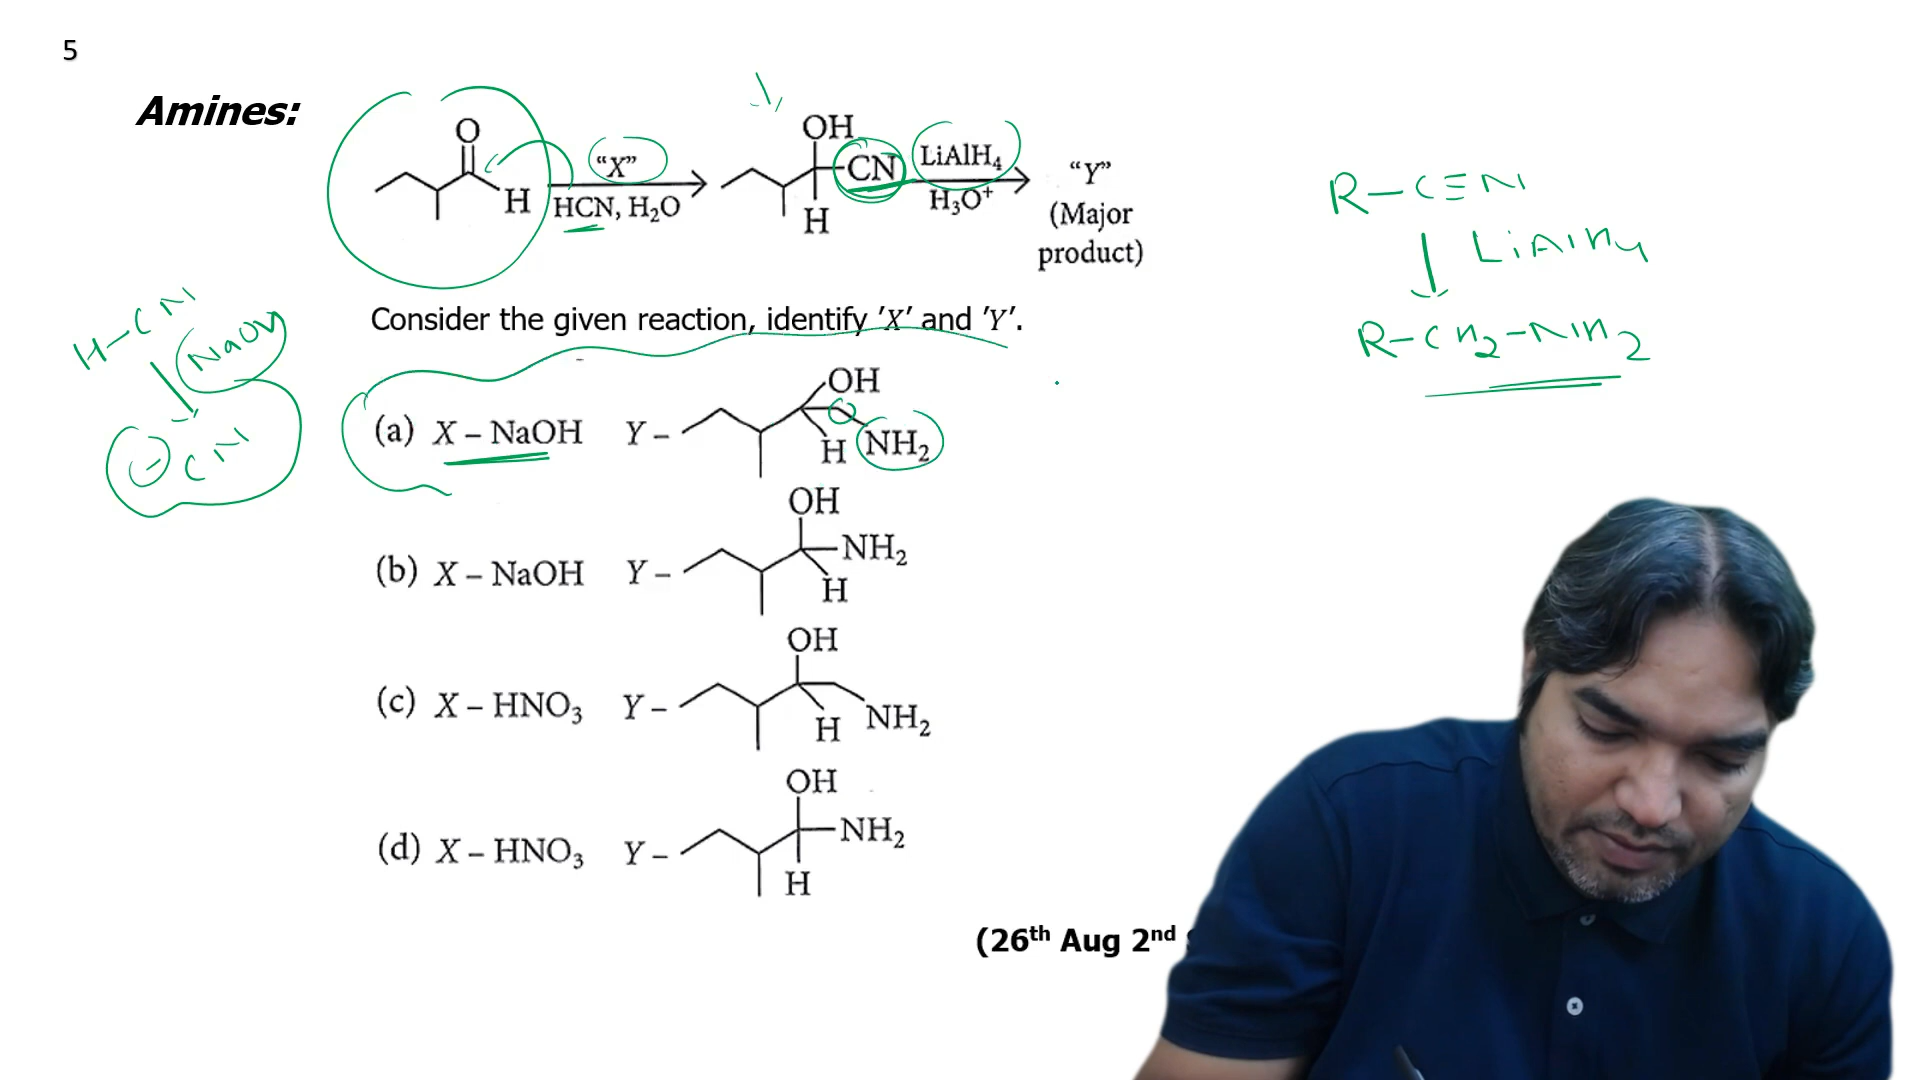 5
Amines:
O
H
"X"
HCN, H₂O
OH
CN
H
LiAlH₄
H₃O⁺
"Y"
(Major
product)
R–C≡N
LiAlH₄
R–CH₂–NH₂
H–CN
NaOH
⊖CN
Consider the given reaction, identify 'X' and 'Y'.
(a) X – NaOH Y –
OH
H NH₂
(b) X – NaOH Y –
OH
NH₂
H
(c) X – HNO₃ Y –
OH
H NH₂
(d) X – HNO₃ Y –
OH
NH₂
H
(26th Aug 2nd